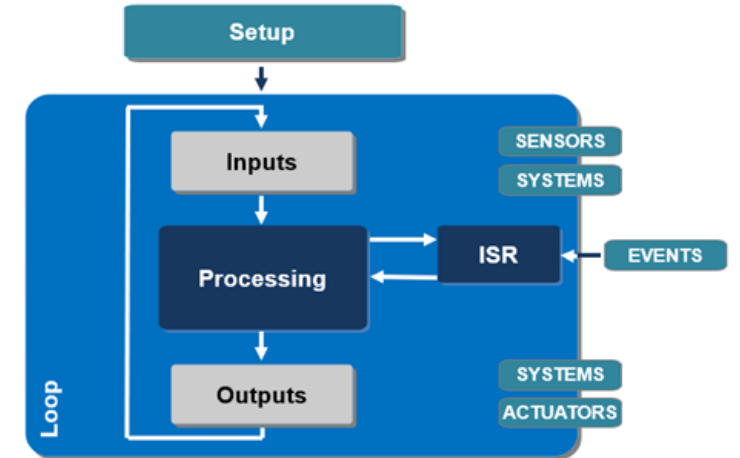 Setup
Inputs
SENSORS
SYSTEMS
Processing
ISR
EVENTS
Outputs
SYSTEMS
ACTUATORS
Loop